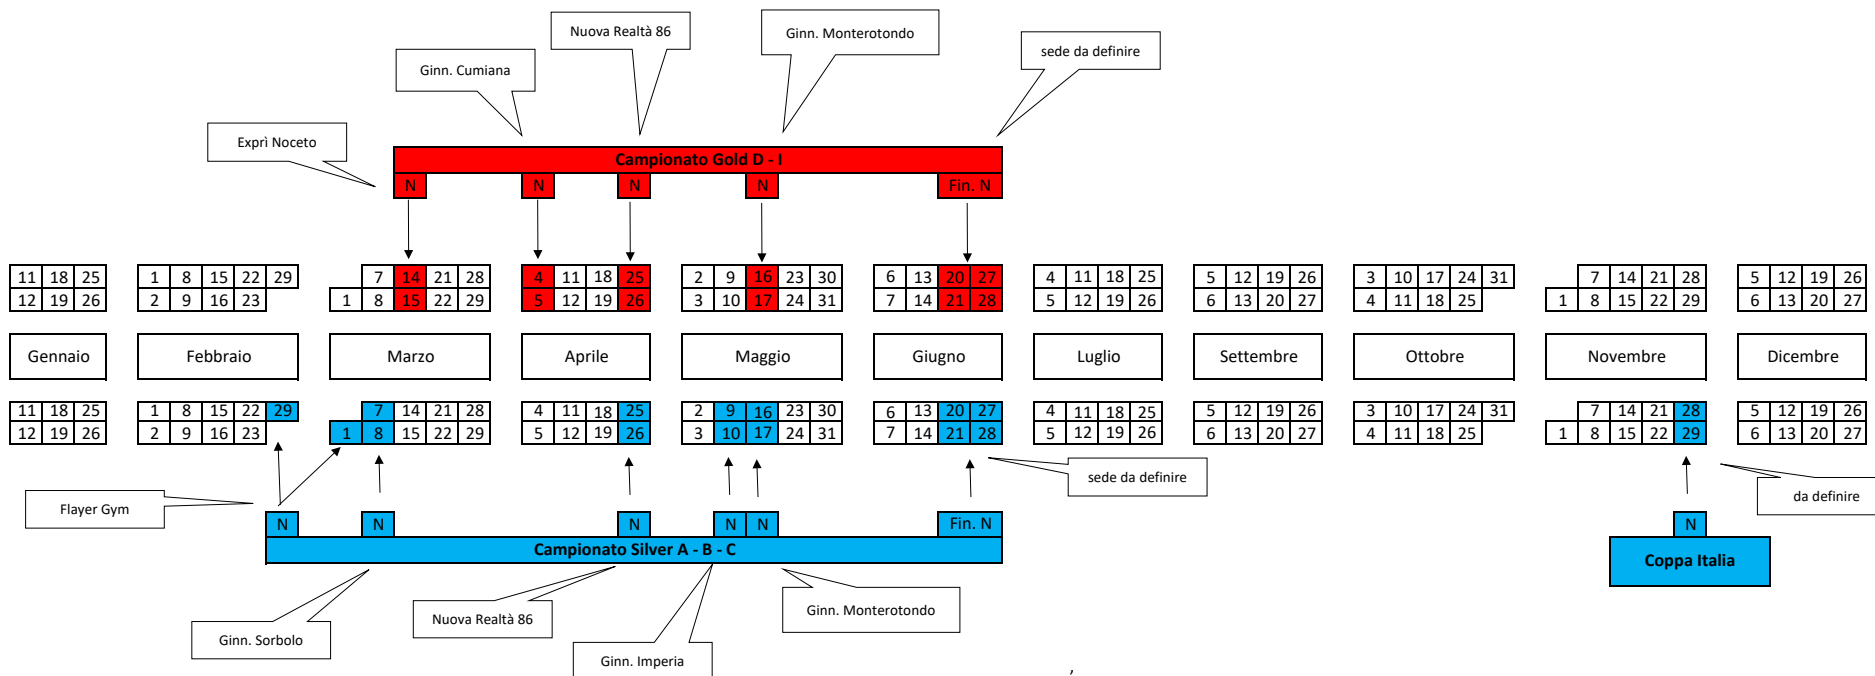 Nuova Realtà 86
Ginn. Monterotondo
sede da definire
Ginn. Cumiana
Exprì Noceto
Campionato Gold D - I
N N N N Fin. N
11 18 25 1 8 15 22 29 7 14 21 28 4 11 18 25 2 9 16 23 30 6 13 20 27 4 11 18 25 5 12 19 26 3 10 17 24 31 7 14 21 28 5 12 19 26
12 19 26 2 9 16 23 1 8 15 22 29 5 12 19 26 3 10 17 24 31 7 14 21 28 5 12 19 26 6 13 20 27 4 11 18 25 1 8 15 22 29 6 13 20 27
Gennaio Febbraio Marzo Aprile Maggio Giugno Luglio Settembre Ottobre Novembre Dicembre
11 18 25 1 8 15 22 29 7 14 21 28 4 11 18 25 2 9 16 23 30 6 13 20 27 4 11 18 25 5 12 19 26 3 10 17 24 31 7 14 21 28 5 12 19 26
12 19 26 2 9 16 23 1 8 15 22 29 5 12 19 26 3 10 17 24 31 7 14 21 28 5 12 19 26 6 13 20 27 4 11 18 25 1 8 15 22 29 6 13 20 27
sede da definire
da definire
Flayer Gym
N N N N N Fin. N N
Campionato Silver A - B - C
Coppa Italia
Ginn. Monterotondo
Nuova Realtà 86
Ginn. Sorbolo
Ginn. Imperia
,